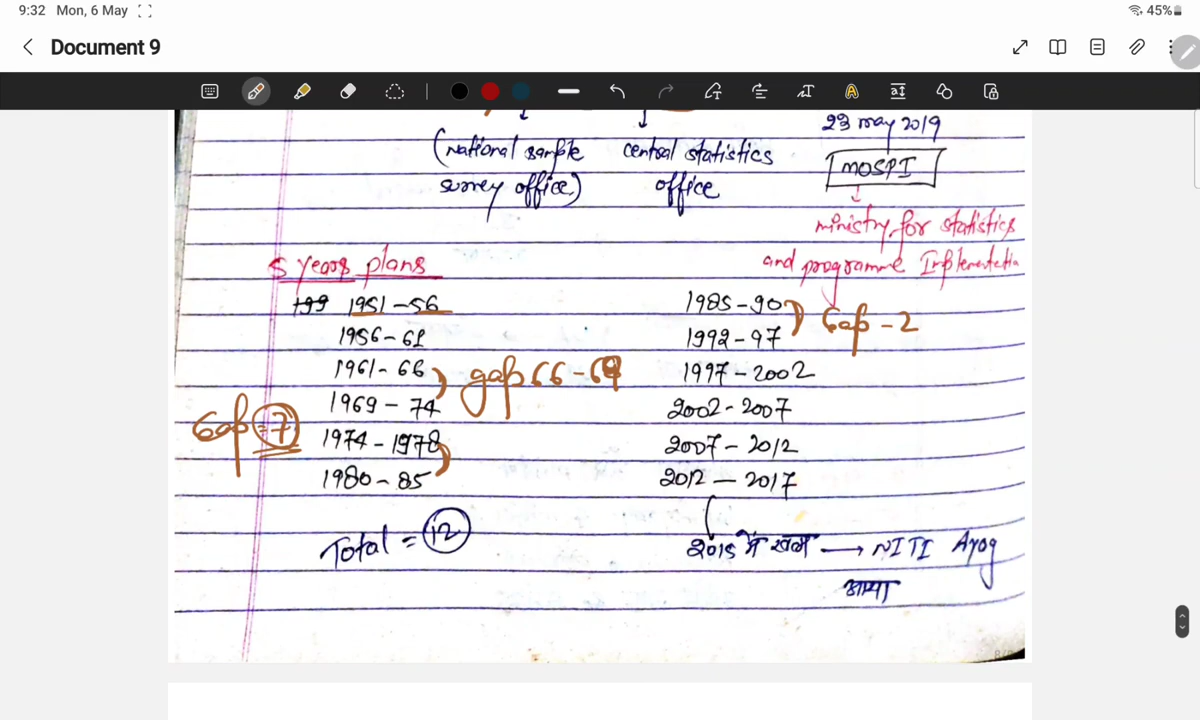 9:32 Mon, 6 May
45%
Document 9
23 may 2019
(national sample survey office)
central statistics office
MOSPI
ministry for statistics
and programme Implementatio
5 years plans
199 1951-56
1956-61
1961-66
1969-74
1974-1978
1980-85
gap 66-69
Gap = 7
1985-90
1992-97
1997-2002
2002-2007
2007-2012
2012-2017
Gap-2
Total = 12
2015 में खत्म → NITI Ayog
आया